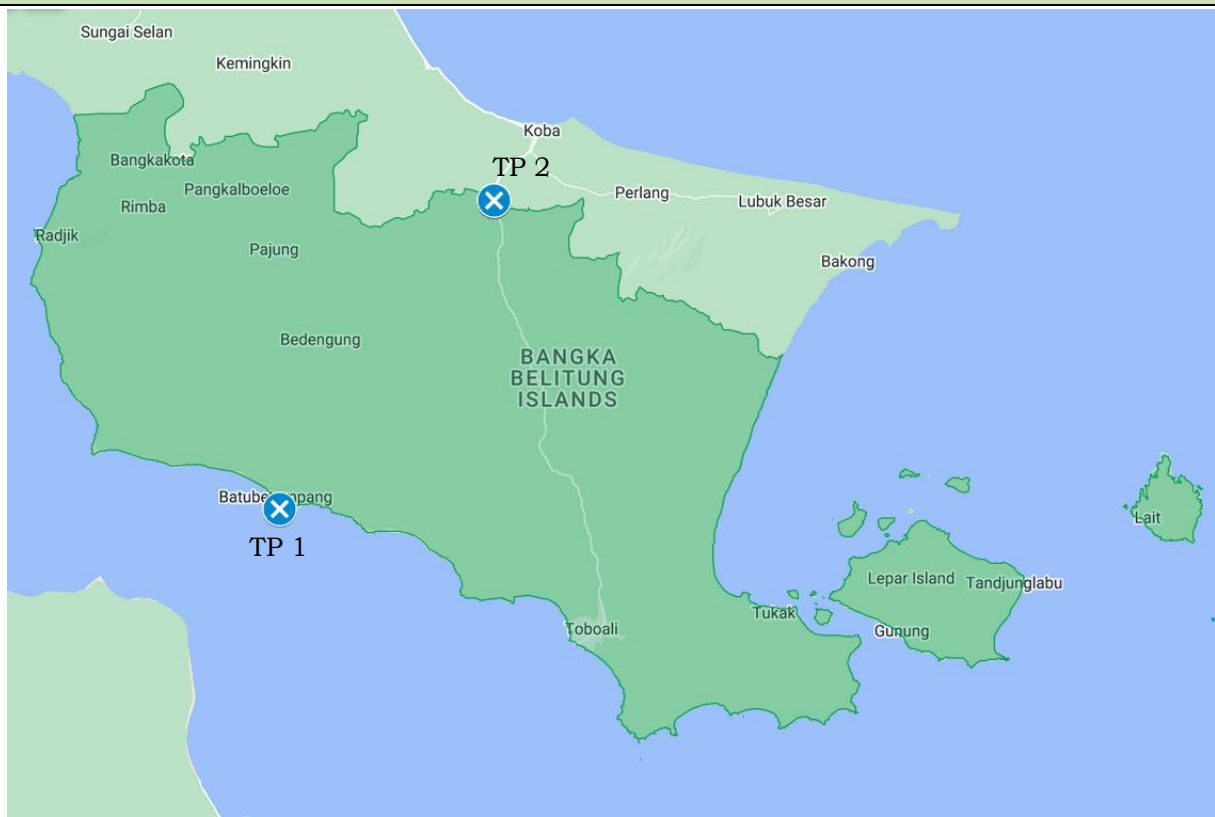 Sungai Selan
Kemingkin
Koba
Bangkakota
TP 2
Pangkalboeloe
Perlang
Rimba
Lubuk Besar
Radjik
Pajung
Bakong
Bedengung
BANGKA
BELITUNG
ISLANDS
TP 1
Lait
Lepar Island
Tandjunglabu
Tukak
Toboali
Gunung